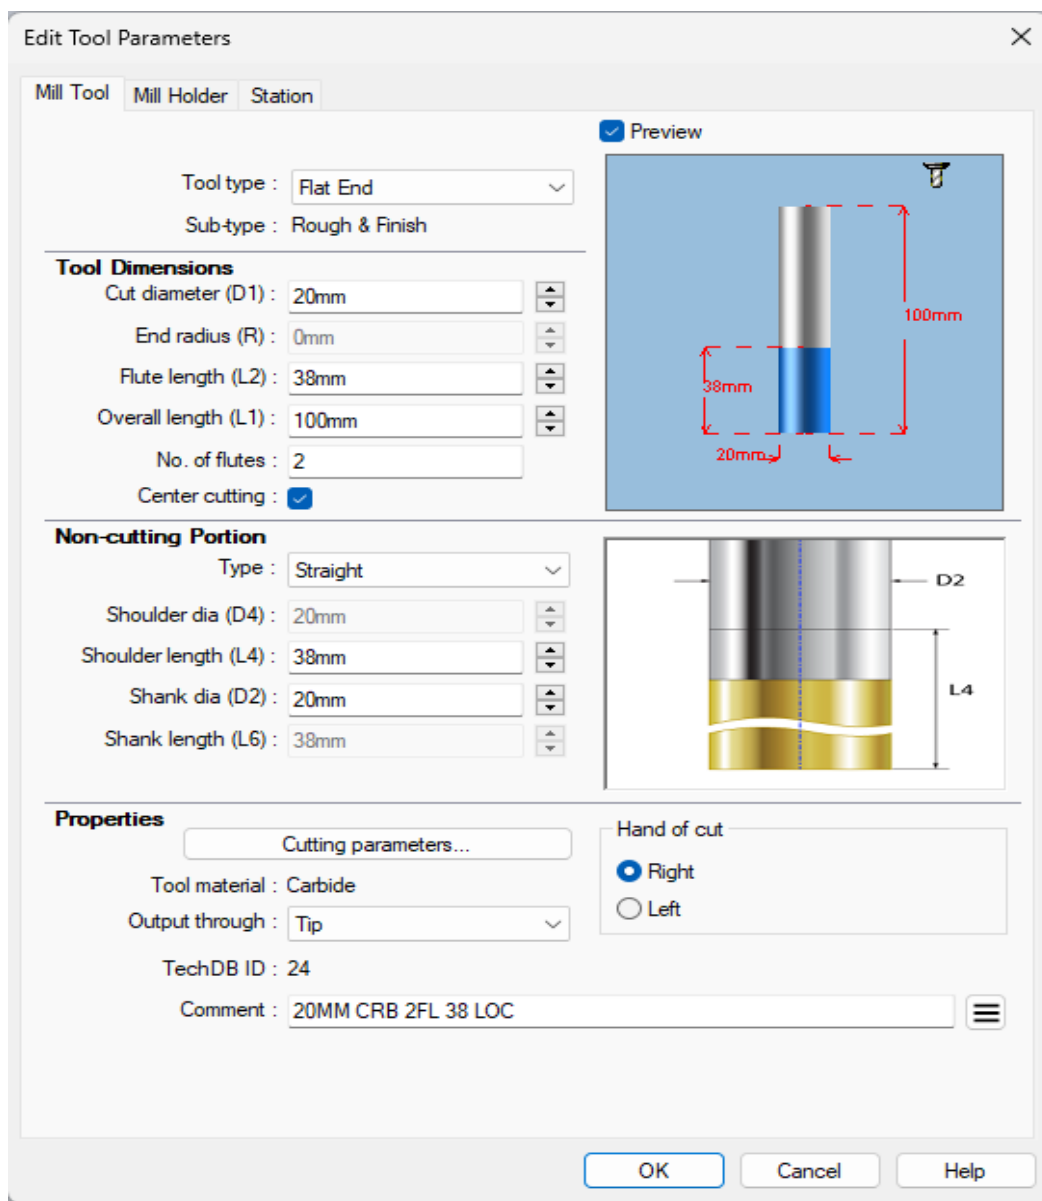 Edit Tool Parameters
Mill Tool Mill Holder Station
Preview
Tool type : Flat End
Sub-type : Rough & Finish
Tool Dimensions
Cut diameter (D1) : 20mm
End radius (R) : 0mm
Flute length (L2) : 38mm
Overall length (L1) : 100mm
No. of flutes : 2
Center cutting :
100mm
38mm
20mm
Non-cutting Portion
Type : Straight
Shoulder dia (D4) : 20mm
Shoulder length (L4) : 38mm
Shank dia (D2) : 20mm
Shank length (L6) : 38mm
D2
L4
Properties
Cutting parameters...
Tool material : Carbide
Output through : Tip
Hand of cut
Right
Left
TechDB ID : 24
Comment : 20MM CRB 2FL 38 LOC
OK Cancel Help